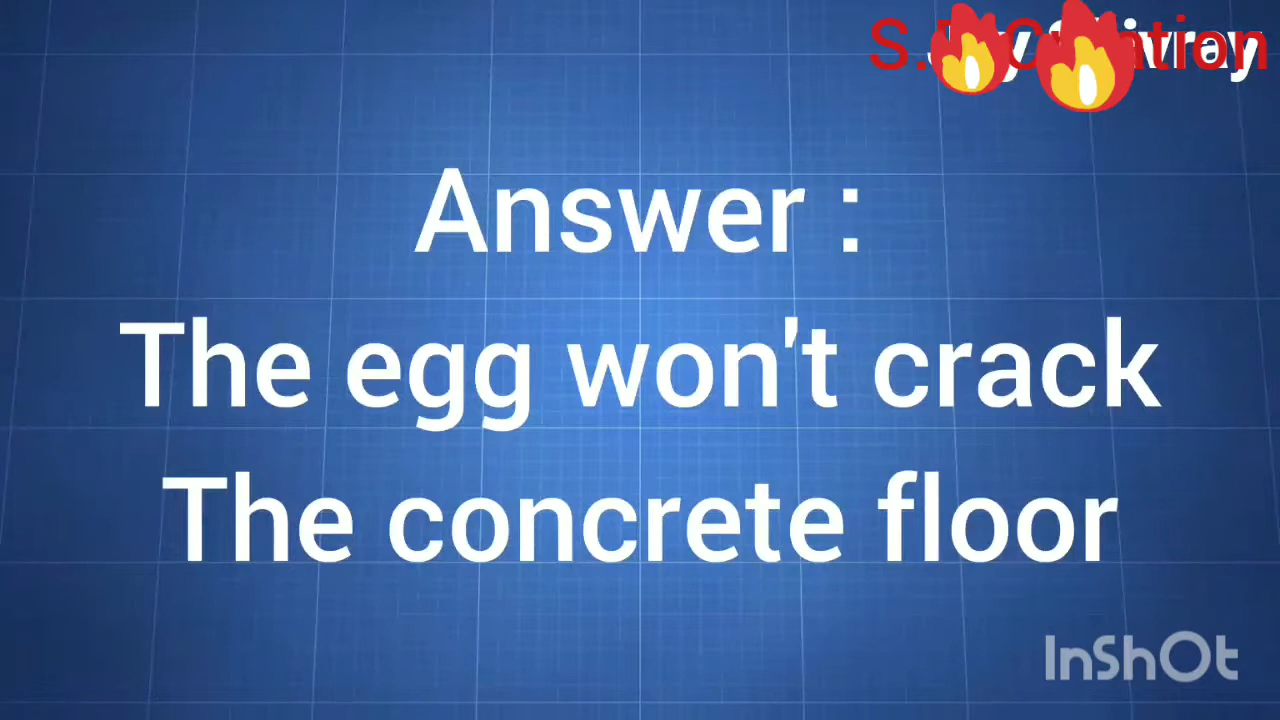 Answer :
The egg won't crack
The concrete floor
InShOt